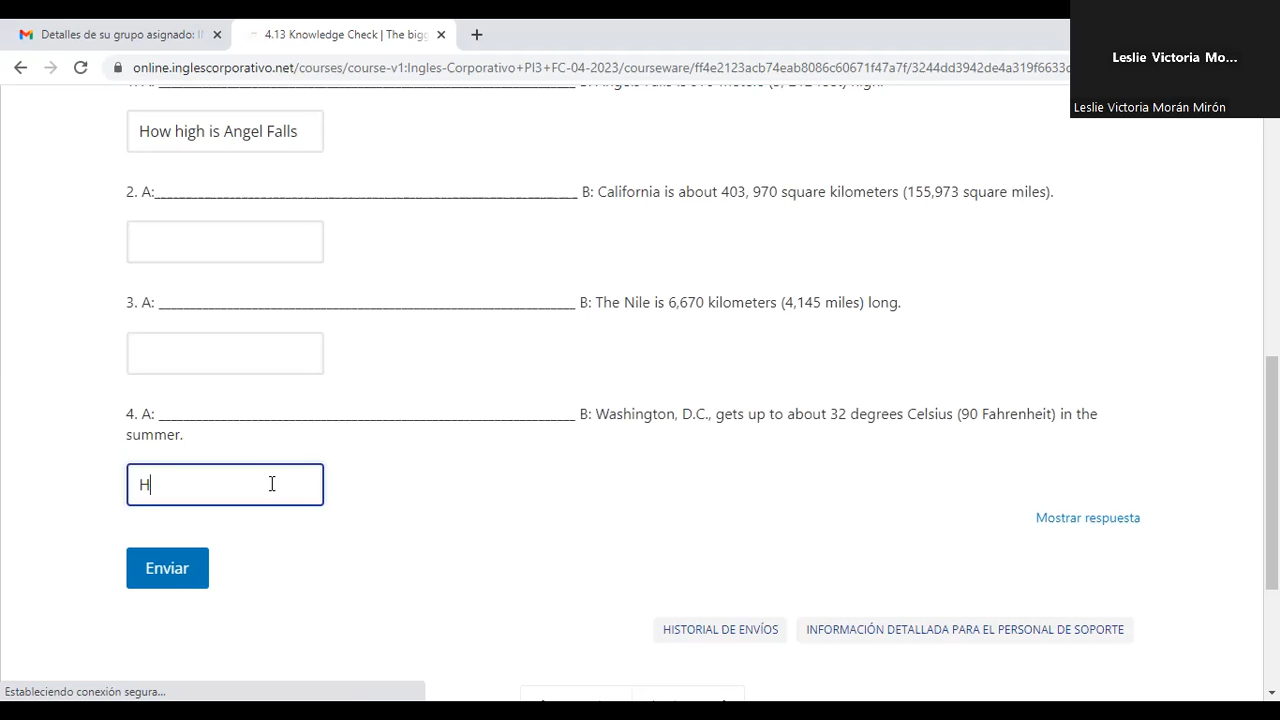 Detalles de su grupo asignado: I
4.13 Knowledge Check | The bigg
online.inglescorporativo.net/courses/course-v1:Ingles-Corporativo+PI3+FC-04-2023/courseware/ff4e2123acb74eab8086c60671f47a7f/3244dd3942de4a319f6633c
Leslie Victoria Mo...
Leslie Victoria Morán Mirón
How high is Angel Falls
2. A:______________________________ B: California is about 403, 970 square kilometers (155,973 square miles).
3. A: ______________________________ B: The Nile is 6,670 kilometers (4,145 miles) long.
4. A: ______________________________ B: Washington, D.C., gets up to about 32 degrees Celsius (90 Fahrenheit) in the
summer.
H
Mostrar respuesta
Enviar
HISTORIAL DE ENVÍOS
INFORMACIÓN DETALLADA PARA EL PERSONAL DE SOPORTE
Estableciendo conexión segura...